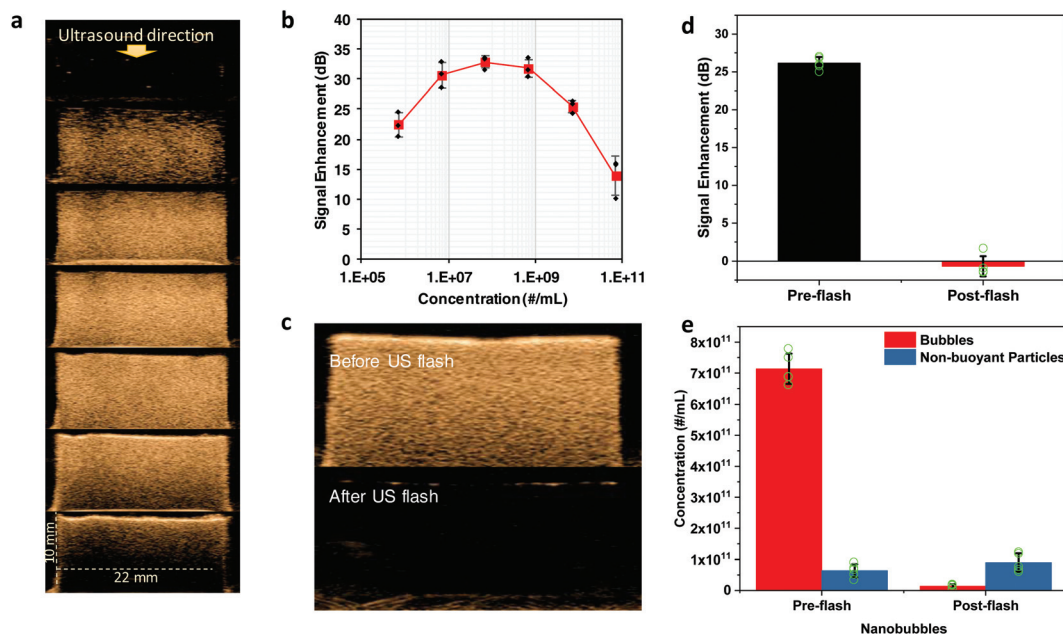 a
Ultrasound direction
10 mm
22 mm
b
Signal Enhancement (dB)
40
35
30
25
20
15
10
5
0
1.E+05
1.E+07
1.E+09
1.E+11
Concentration (#/mL)
c
Before US flash
After US flash
d
Signal Enhancement (dB)
30
25
20
15
10
5
0
Pre-flash
Post-flash
e
Bubbles
Non-buoyant Particles
Concentration (#/mL)
8x10¹¹
7x10¹¹
6x10¹¹
5x10¹¹
4x10¹¹
3x10¹¹
2x10¹¹
1x10¹¹
0
Pre-flash
Post-flash
Nanobubbles